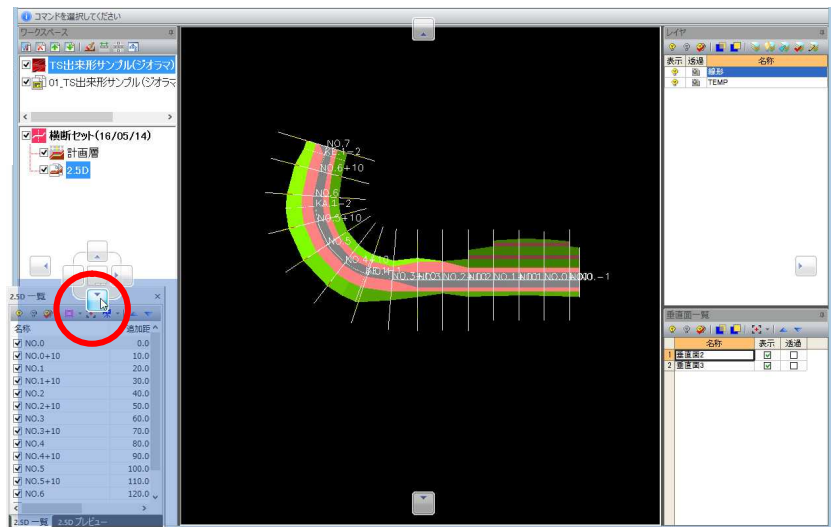 コマンドを選択してください
ワークスペース
TS出来形サンプル(ジオラマ)
01_TS出来形サンプル(ジオラマ
横断セット(16/05/14)
計画層
2.5D
2.5D 一覧
名称 追加距
NO.0 0.0
NO.0+10 10.0
NO.1 20.0
NO.1+10 30.0
NO.2 40.0
NO.2+10 50.0
NO.3 60.0
NO.3+10 70.0
NO.4 80.0
NO.4+10 90.0
NO.5 100.0
NO.5+10 110.0
NO.6 120.0
2.5D 一覧 2.5D プレビュー
NO.7
KE.1-2
NO.6+10
NO.6
KA.1-2
NO.5+10
NO.5
NO.4+10
レイヤ
表示 透過 名称
線形
TEMP
垂直面一覧
名称 表示 透過
1 垂直面2
2 垂直面3